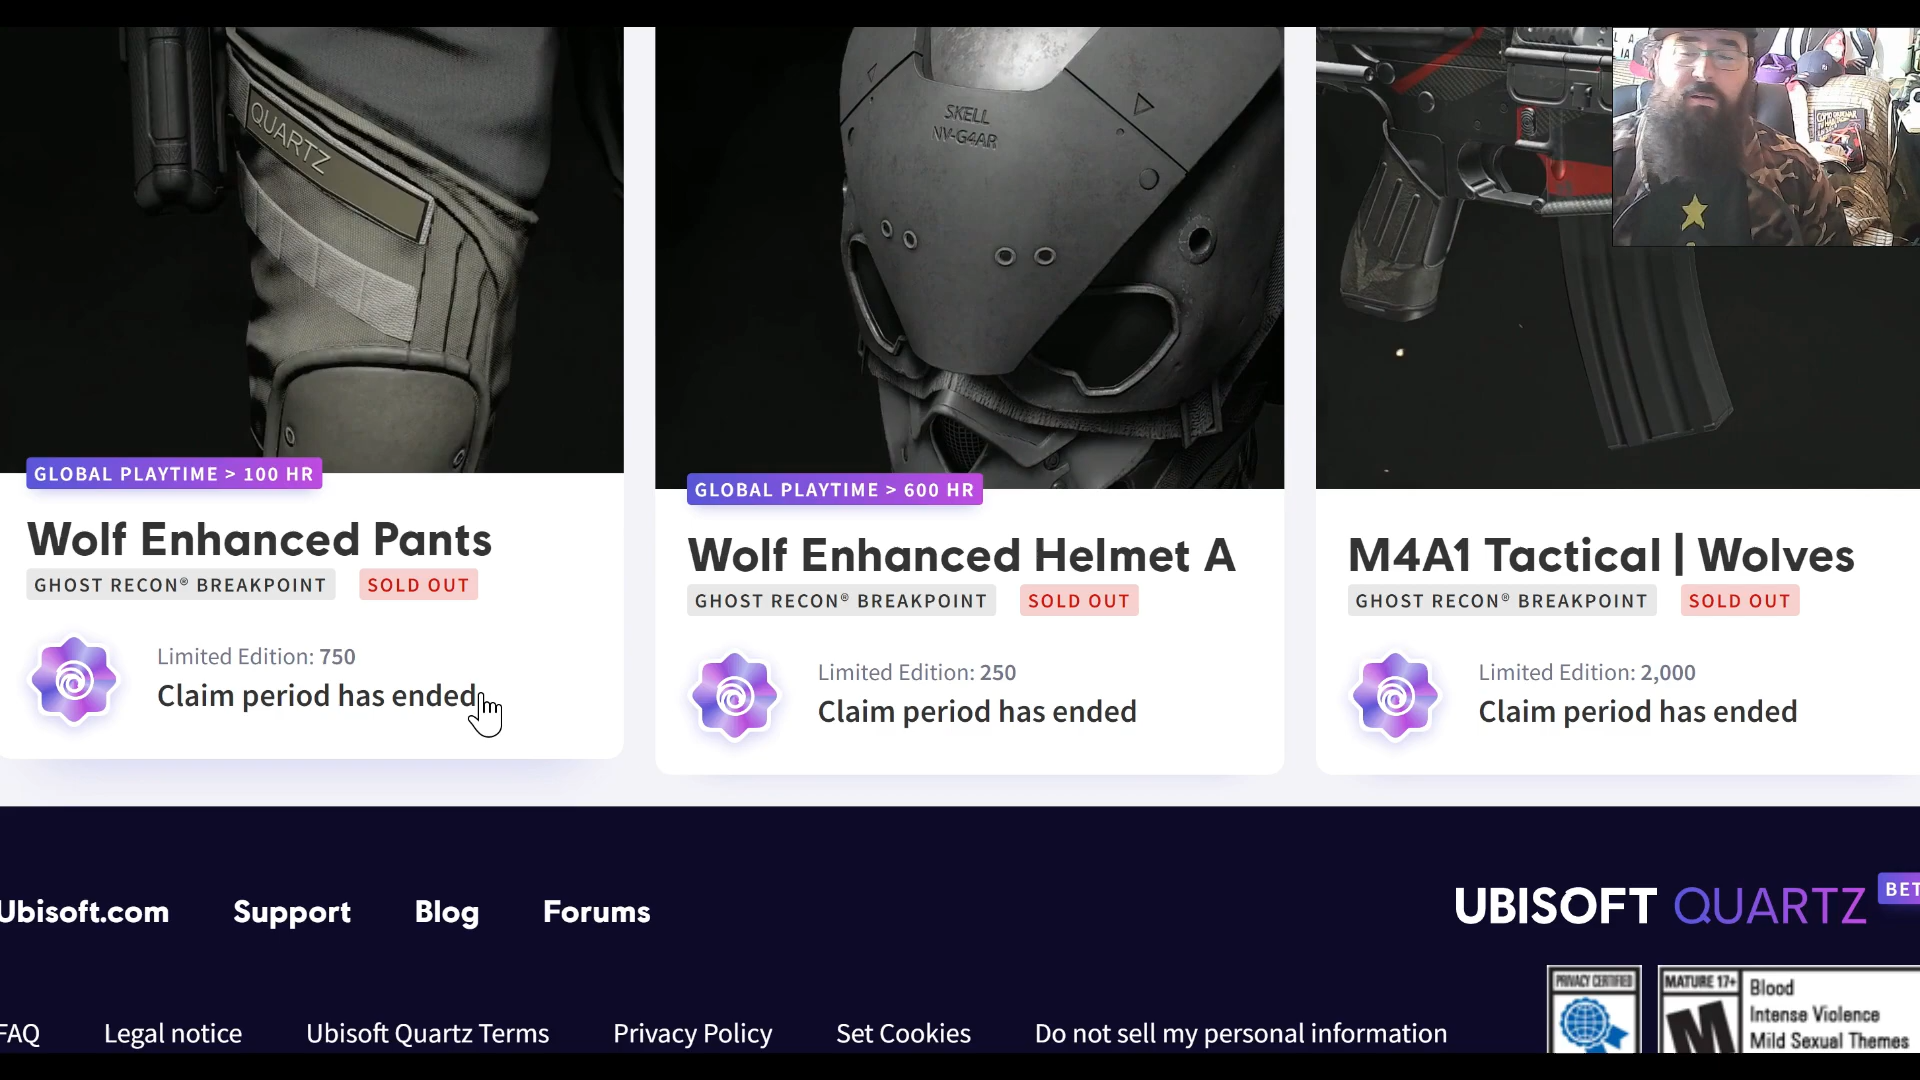 QUARTZ
SKELL
NV-G4AR
GLOBAL PLAYTIME > 100 HR
Wolf Enhanced Pants
GHOST RECON® BREAKPOINT SOLD OUT
Limited Edition: 750
Claim period has ended
GLOBAL PLAYTIME > 600 HR
Wolf Enhanced Helmet A
GHOST RECON® BREAKPOINT SOLD OUT
Limited Edition: 250
Claim period has ended
M4A1 Tactical | Wolves
GHOST RECON® BREAKPOINT SOLD OUT
Limited Edition: 2,000
Claim period has ended
Ubisoft.com Support Blog Forums
UBISOFT QUARTZ BET
FAQ Legal notice Ubisoft Quartz Terms Privacy Policy Set Cookies Do not sell my personal information
PRIVACY CERTIFIED
MATURE 17+
M
Blood
Intense Violence
Mild Sexual Themes